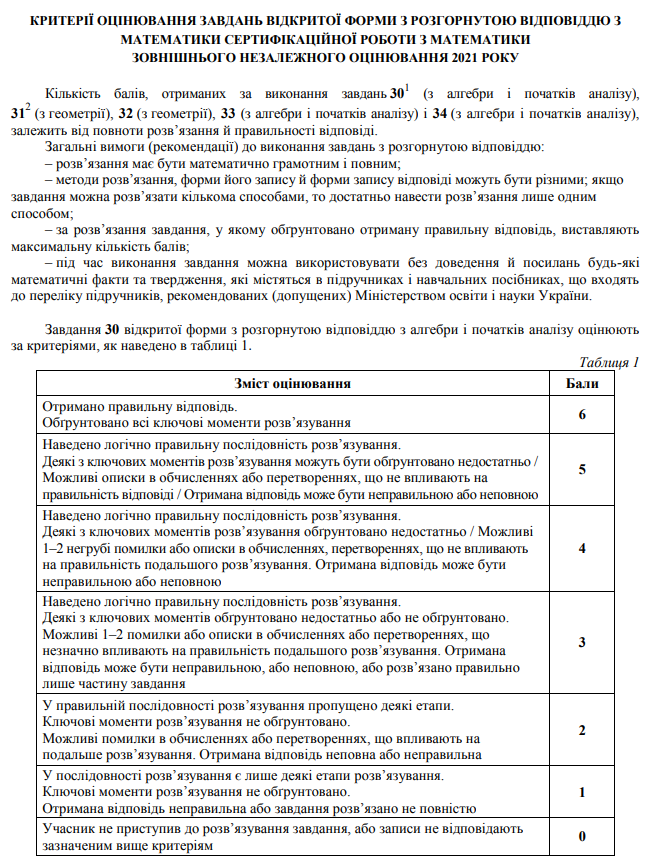 КРИТЕРІЇ ОЦІНЮВАННЯ ЗАВДАНЬ ВІДКРИТОЇ ФОРМИ З РОЗГОРНУТОЮ ВІДПОВІДДЮ З
МАТЕМАТИКИ СЕРТИФІКАЦІЙНОЇ РОБОТИ З МАТЕМАТИКИ
ЗОВНІШНЬОГО НЕЗАЛЕЖНОГО ОЦІНЮВАННЯ 2021 РОКУ
Кількість балів, отриманих за виконання завдань 30¹ (з алгебри і початків аналізу),
31² (з геометрії), 32 (з геометрії), 33 (з алгебри і початків аналізу) і 34 (з алгебри і початків аналізу),
залежить від повноти розв’язання й правильності відповіді.
Загальні вимоги (рекомендації) до виконання завдань з розгорнутою відповіддю:
– розв’язання має бути математично грамотним і повним;
– методи розв’язання, форми його запису й форми запису відповіді можуть бути різними; якщо
завдання можна розв’язати кількома способами, то достатньо навести розв’язання лише одним
способом;
– за розв’язання завдання, у якому обґрунтовано отримано правильну відповідь, виставляють
максимальну кількість балів;
– під час виконання завдання можна використовувати без доведення й посилань будь-які
математичні факти та твердження, які містяться в підручниках і навчальних посібниках, що входять
до переліку підручників, рекомендованих (допущених) Міністерством освіти і науки України.
Завдання 30 відкритої форми з розгорнутою відповіддю з алгебри і початків аналізу оцінюють
за критеріями, як наведено в таблиці 1.
Таблиця 1
Зміст оцінювання Бали
Отримано правильну відповідь.
Обґрунтовано всі ключові моменти розв’язування
6
Наведено логічно правильну послідовність розв’язування.
Деякі з ключових моментів розв’язування можуть бути обґрунтовано недостатньо /
Можливі описки в обчисленнях або перетвореннях, що не впливають на
правильність відповіді / Отримана відповідь може бути неправильною або неповною
5
Наведено логічно правильну послідовність розв’язування.
Деякі з ключових моментів розв’язування обґрунтовано недостатньо / Можливі
1–2 негрубі помилки або описки в обчисленнях, перетвореннях, що не впливають
на правильність подальшого розв’язування. Отримана відповідь може бути
неправильною або неповною
4
Наведено логічно правильну послідовність розв’язування.
Деякі з ключових моментів обґрунтовано недостатньо або не обґрунтовано.
Можливі 1–2 помилки або описки в обчисленнях або перетвореннях, що
незначно впливають на правильність подальшого розв’язування. Отримана
відповідь може бути неправильною, або неповною, або розв’язано правильно
лише частину завдання
3
У правильній послідовності розв’язування пропущено деякі етапи.
Ключові моменти розв’язування не обґрунтовано.
Можливі помилки в обчисленнях або перетвореннях, що впливають на
подальше розв’язування. Отримана відповідь неповна або неправильна
2
У послідовності розв’язування є лише деякі етапи розв’язування.
Ключові моменти розв’язування не обґрунтовано.
Отримана відповідь неправильна або завдання розв’язано не повністю
1
Учасник не приступив до розв’язування завдання, або записи не відповідають
зазначеним вище критеріям
0